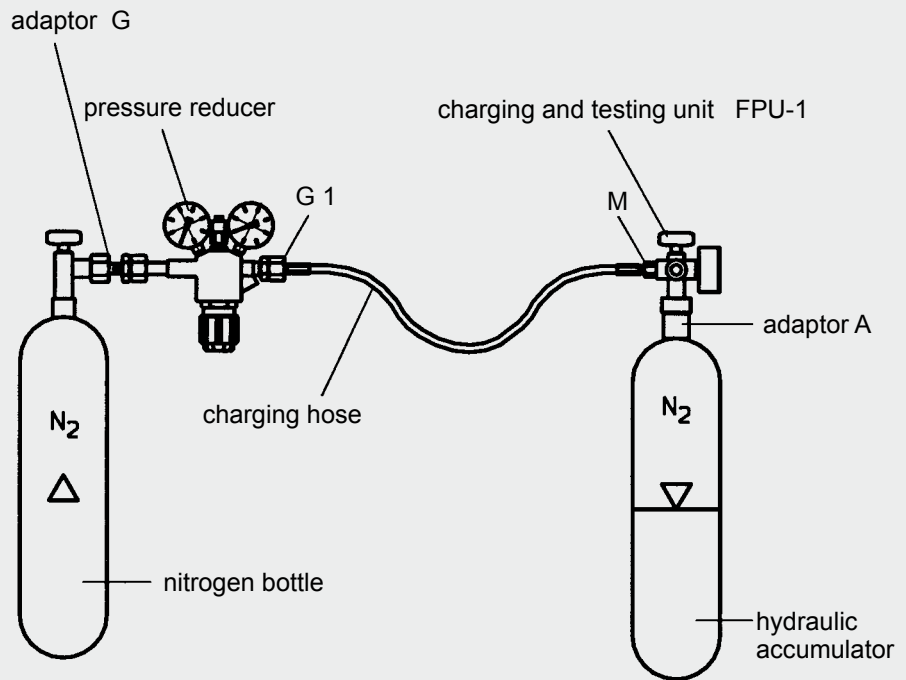 adaptor G
pressure reducer
charging and testing unit FPU-1
G 1
M
adaptor A
charging hose
N2
N2
nitrogen bottle
hydraulic
accumulator